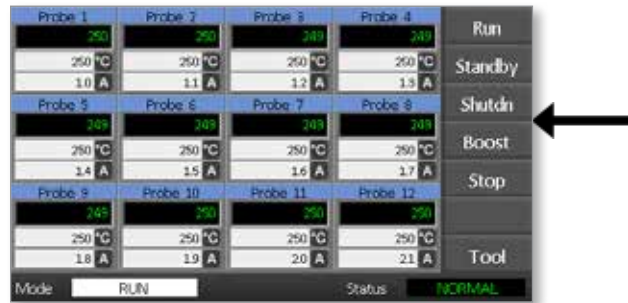 Probe 1 Probe 2 Probe 3 Probe 4 Run
250 250 249 249
250 °C 250 °C 250 °C 250 °C Standby
1.0 A 1.1 A 1.2 A 1.3 A
Probe 5 Probe 6 Probe 7 Probe 8 Shutdn
249 249 249 249
250 °C 250 °C 250 °C 250 °C Boost
1.4 A 1.5 A 1.6 A 1.7 A
Probe 9 Probe 10 Probe 11 Probe 12 Stop
249 250 250 250
250 °C 250 °C 250 °C 250 °C
1.8 A 1.9 A 2.0 A 2.1 A Tool
Mode RUN Status NORMAL